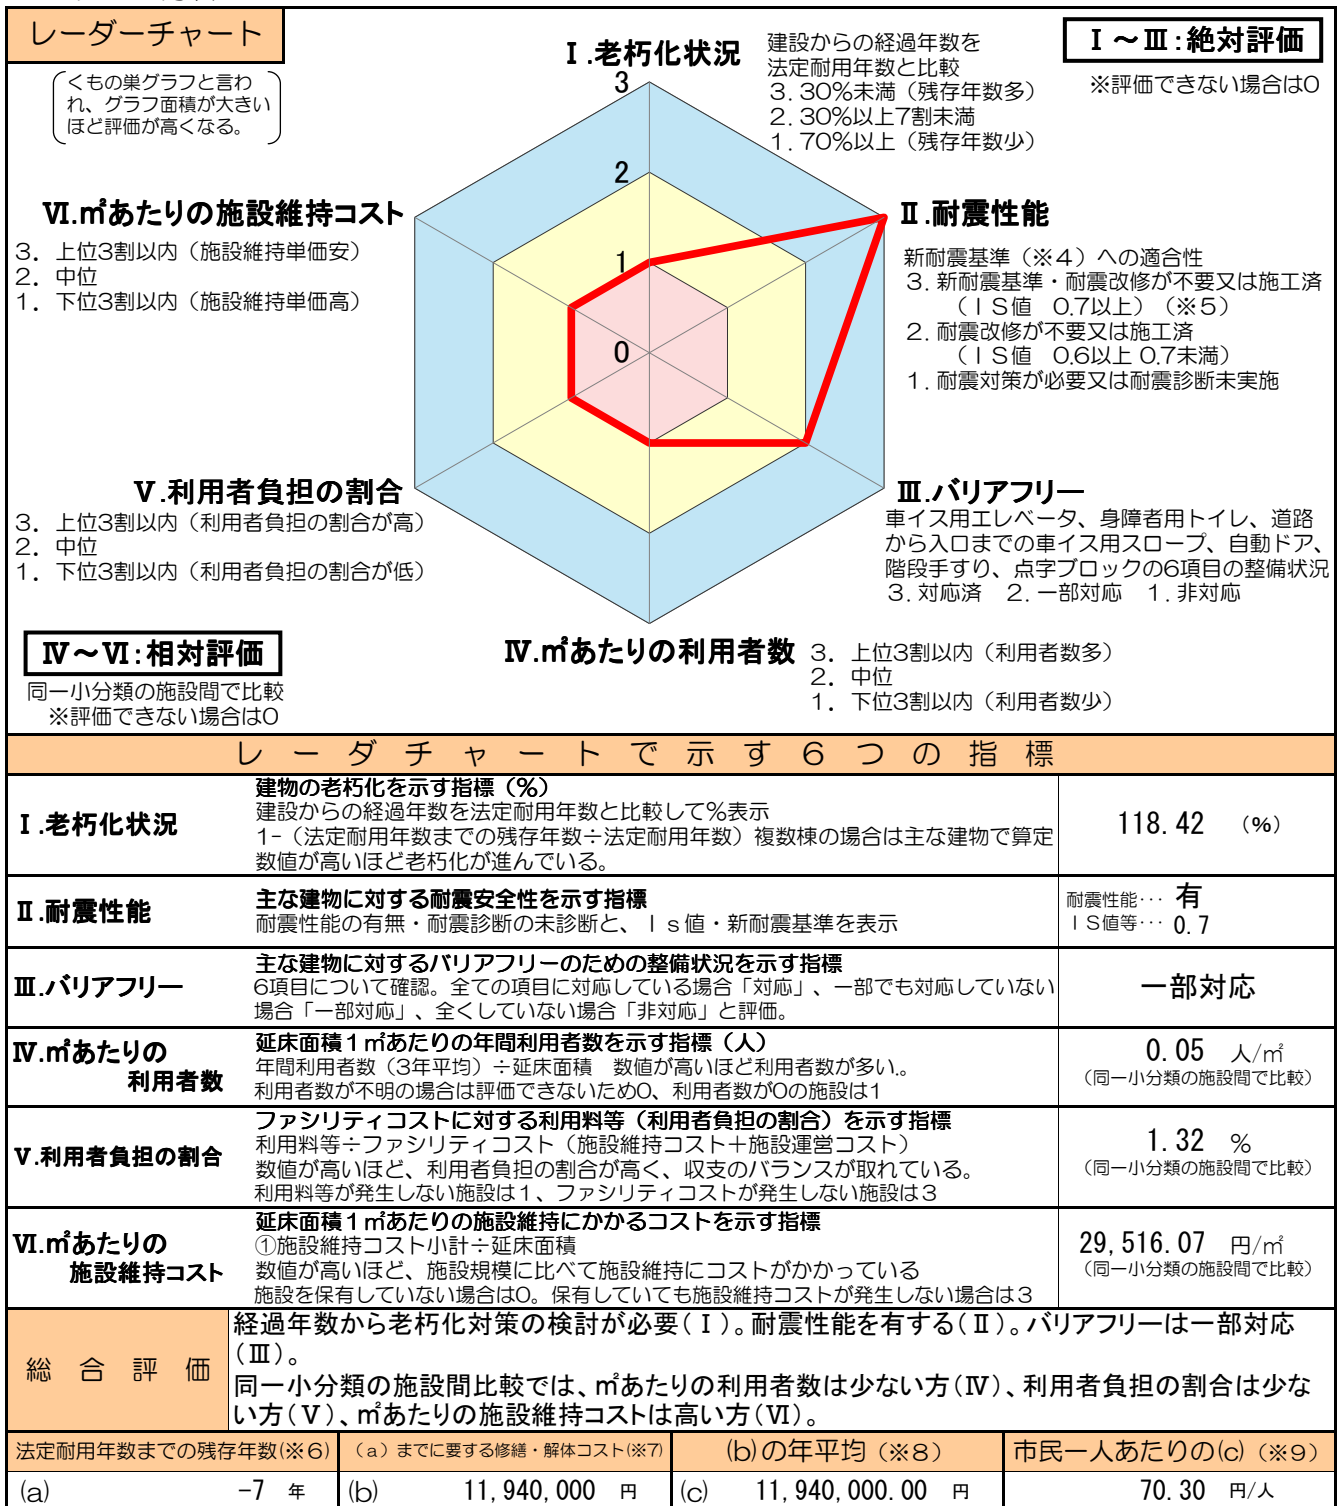 レーダーチャート
くもの巣グラフと言わ
れ、グラフ面積が大きい
ほど評価が高くなる。
Ⅰ～Ⅲ:絶対評価
※評価できない場合は0
Ⅰ.老朽化状況
建設からの経過年数を
法定耐用年数と比較
3. 30%未満（残存年数多）
2. 30%以上7割未満
1. 70%以上（残存年数少）
3
2
1
0
Ⅵ.㎡あたりの施設維持コスト
3. 上位3割以内（施設維持単価安）
2. 中位
1. 下位3割以内（施設維持単価高）
Ⅱ.耐震性能
新耐震基準（※4）への適合性
3. 新耐震基準・耐震改修が不要又は施工済
（ＩＳ値 0.7以上）（※5）
2. 耐震改修が不要又は施工済
（ＩＳ値 0.6以上 0.7未満）
1. 耐震対策が必要又は耐震診断未実施
Ⅴ.利用者負担の割合
3. 上位3割以内（利用者負担の割合が高）
2. 中位
1. 下位3割以内（利用者負担の割合が低）
Ⅲ.バリアフリー
車イス用エレベータ、身障者用トイレ、道路
から入口までの車イス用スロープ、自動ドア、
階段手すり、点字ブロックの6項目の整備状況
3. 対応済 2. 一部対応 1. 非対応
Ⅳ～Ⅵ:相対評価
同一小分類の施設間で比較
※評価できない場合は0
Ⅳ.㎡あたりの利用者数
3. 上位3割以内（利用者数多）
2. 中位
1. 下位3割以内（利用者数少）
レーダチャートで示す6つの指標
Ⅰ.老朽化状況
建物の老朽化を示す指標（%）
建設からの経過年数を法定耐用年数と比較して%表示
1-（法定耐用年数までの残存年数÷法定耐用年数）複数棟の場合は主な建物で算定
数値が高いほど老朽化が進んでいる。
118.42 （%）
Ⅱ.耐震性能
主な建物に対する耐震安全性を示す指標
耐震性能の有無・耐震診断の未診断と、Ｉｓ値・新耐震基準を表示
耐震性能… 有
ＩＳ値等… 0.7
Ⅲ.バリアフリー
主な建物に対するバリアフリーのための整備状況を示す指標
6項目について確認。全ての項目に対応している場合「対応」、一部でも対応していない
場合「一部対応」、全くしていない場合「非対応」と評価。
一部対応
Ⅳ.㎡あたりの
利用者数
延床面積１㎡あたりの年間利用者数を示す指標（人）
年間利用者数（3年平均）÷延床面積 数値が高いほど利用者数が多い。
利用者数が不明の場合は評価できないため0、利用者数が0の施設は1
0.05 人/㎡
（同一小分類の施設間で比較）
Ⅴ.利用者負担の割合
ファシリティコストに対する利用料等（利用者負担の割合）を示す指標
利用料等÷ファシリティコスト（施設維持コスト＋施設運営コスト）
数値が高いほど、利用者負担の割合が高く、収支のバランスが取れている。
利用料等が発生しない施設は１、ファシリティコストが発生しない施設は３
1.32 %
（同一小分類の施設間で比較）
Ⅵ.㎡あたりの
施設維持コスト
延床面積１㎡あたりの施設維持にかかるコストを示す指標
①施設維持コスト小計÷延床面積
数値が高いほど、施設規模に比べて施設維持にコストがかかっている
施設を保有していない場合は0。保有していても施設維持コストが発生しない場合は３
29,516.07 円/㎡
（同一小分類の施設間で比較）
総合評価
経過年数から老朽化対策の検討が必要(Ⅰ)。耐震性能を有する(Ⅱ)。バリアフリーは一部対応
(Ⅲ)。
同一小分類の施設間比較では、㎡あたりの利用者数は少ない方(Ⅳ)、利用者負担の割合は少な
い方(Ⅴ)、㎡あたりの施設維持コストは高い方(Ⅵ)。
法定耐用年数までの残存年数(※6)
（a）までに要する修繕・解体コスト(※7)
(b)の年平均（※8）
市民一人あたりの(c)（※9）
(a) -7 年
(b) 11,940,000 円
(c) 11,940,000.00 円
70.30 円/人